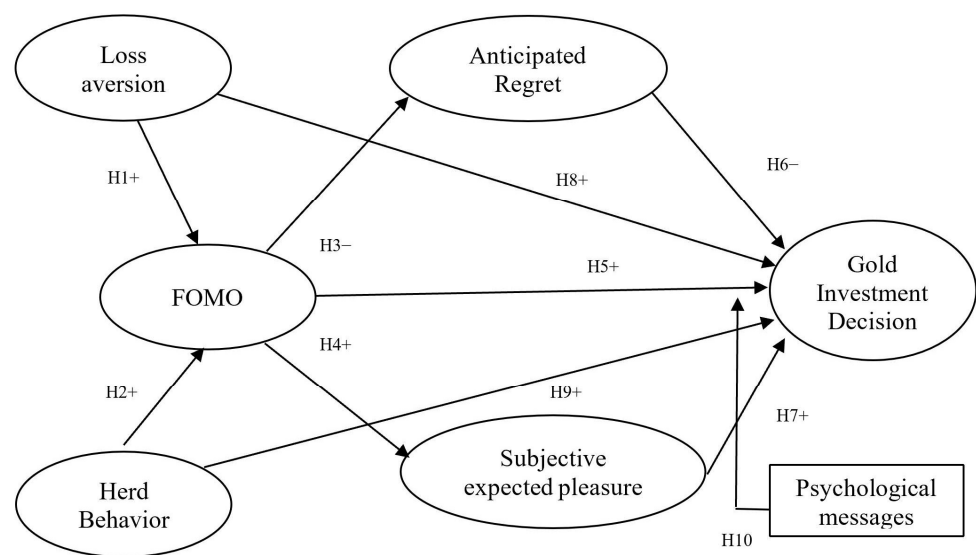 Loss
aversion
Anticipated
Regret
H1+
H8+
H6−
H3−
H5+
FOMO
Gold
Investment
Decision
H4+
H2+
H9+
H7+
Herd
Behavior
Subjective
expected pleasure
Psychological
messages
H10